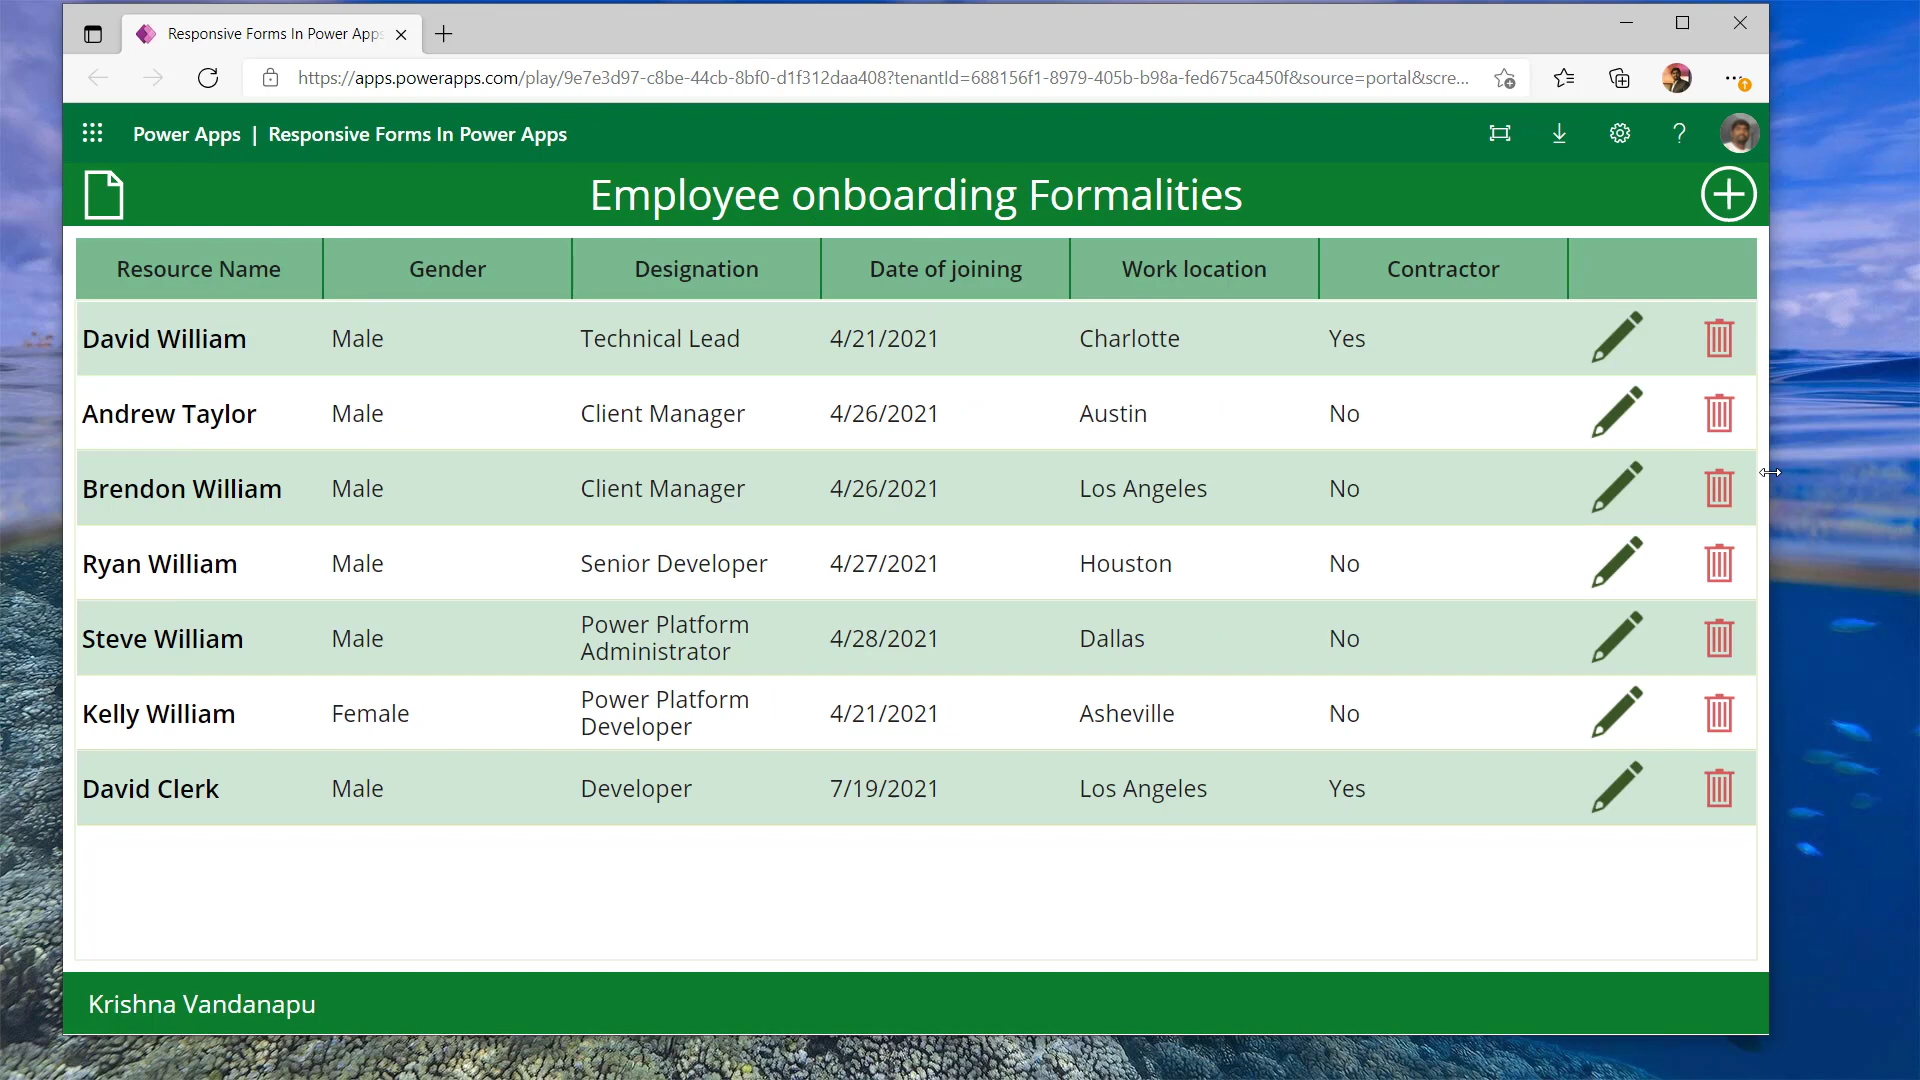 Responsive Forms In Power Apps
https://apps.powerapps.com/play/9e7e3d97-c8be-44cb-8bf0-d1f312daa408?tenantId=688156f1-8979-405b-b98a-fed675ca450f&source=portal&scre...
Power Apps | Responsive Forms In Power Apps
Employee onboarding Formalities
Resource Name Gender Designation Date of joining Work location Contractor
David William Male Technical Lead 4/21/2021 Charlotte Yes
Andrew Taylor Male Client Manager 4/26/2021 Austin No
Brendon William Male Client Manager 4/26/2021 Los Angeles No
Ryan William Male Senior Developer 4/27/2021 Houston No
Steve William Male Power Platform Administrator 4/28/2021 Dallas No
Kelly William Female Power Platform Developer 4/21/2021 Asheville No
David Clerk Male Developer 7/19/2021 Los Angeles Yes
Krishna Vandanapu